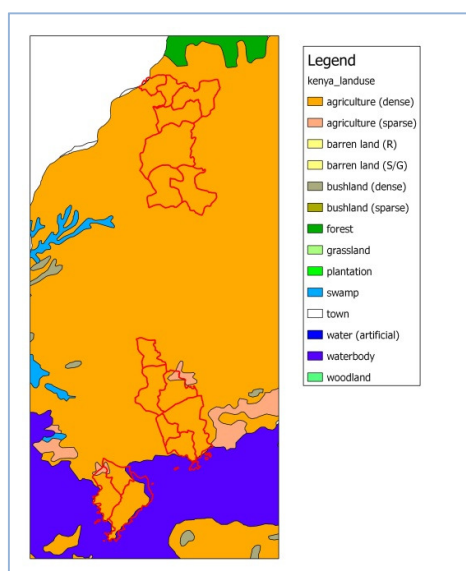 Legend
kenya_landuse
agriculture (dense)
agriculture (sparse)
barren land (R)
barren land (S/G)
bushland (dense)
bushland (sparse)
forest
grassland
plantation
swamp
town
water (artificial)
waterbody
woodland